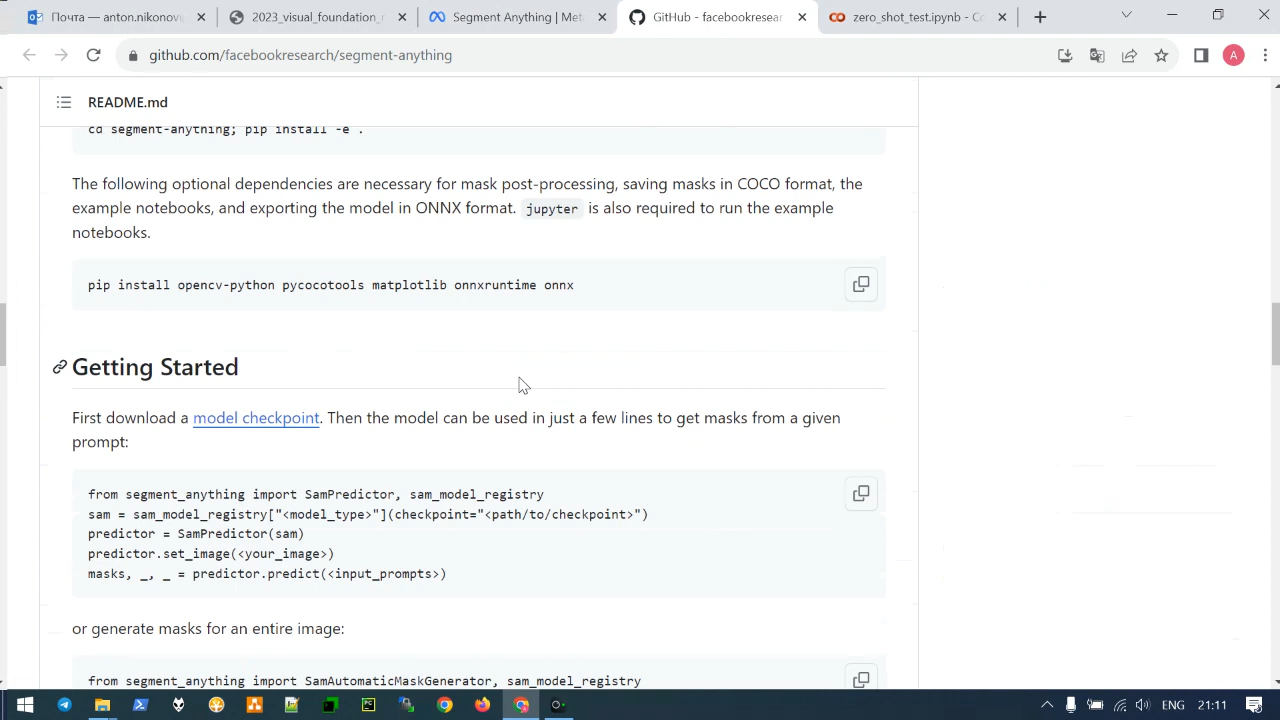 Почта — anton.nikonovi
2023_visual_foundation_r
Segment Anything | Met
GitHub - facebookresear
zero_shot_test.ipynb - Co
github.com/facebookresearch/segment-anything
A
README.md
cd segment-anything; pip install -e .
The following optional dependencies are necessary for mask post-processing, saving masks in COCO format, the
example notebooks, and exporting the model in ONNX format. jupyter is also required to run the example
notebooks.
pip install opencv-python pycocotools matplotlib onnxruntime onnx
Getting Started
First download a model checkpoint. Then the model can be used in just a few lines to get masks from a given
prompt:
from segment_anything import SamPredictor, sam_model_registry
sam = sam_model_registry["<model_type>"](checkpoint="<path/to/checkpoint>")
predictor = SamPredictor(sam)
predictor.set_image(<your_image>)
masks, _, _ = predictor.predict(<input_prompts>)
or generate masks for an entire image:
from segment_anything import SamAutomaticMaskGenerator, sam_model_registry
ENG
21:11